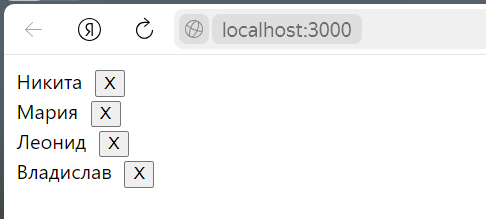 Я localhost:3000
Никита X
Мария X
Леонид X
Владислав X